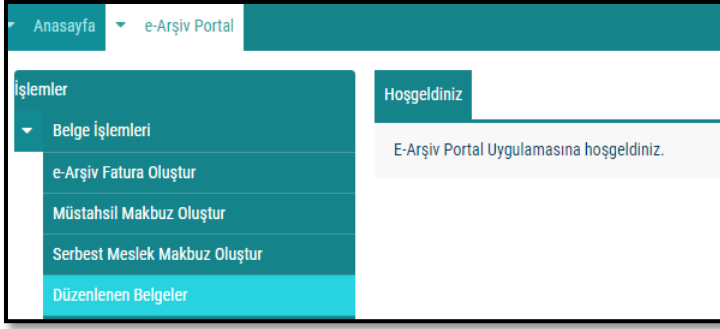 Anasayfa
e-Arşiv Portal
İşlemler
Belge İşlemleri
e-Arşiv Fatura Oluştur
Müstahsil Makbuz Oluştur
Serbest Meslek Makbuz Oluştur
Düzenlenen Belgeler
Hoşgeldiniz
E-Arşiv Portal Uygulamasına hoşgeldiniz.